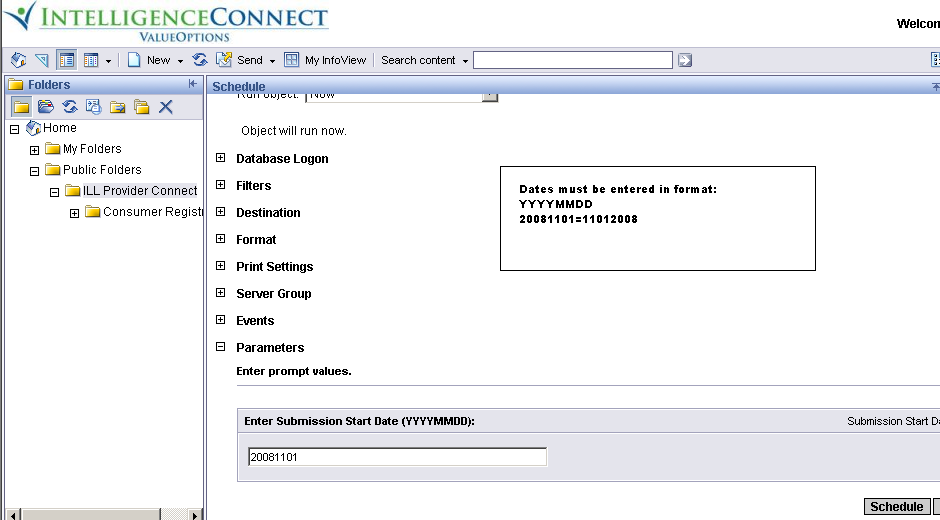 INTELLIGENCECONNECT
VALUEOPTIONS
Welcon
New
Send
My InfoView
Search content
Folders
Schedule
Run object: Now
Home
Object will run now.
My Folders
Database Logon
Public Folders
Filters
Dates must be entered in format:
YYYYMMDD
20081101=11012008
ILL Provider Connect
Consumer Registr
Destination
Format
Print Settings
Server Group
Events
Parameters
Enter prompt values.
Enter Submission Start Date (YYYYMMDD):
Submission Start Da
20081101
Schedule